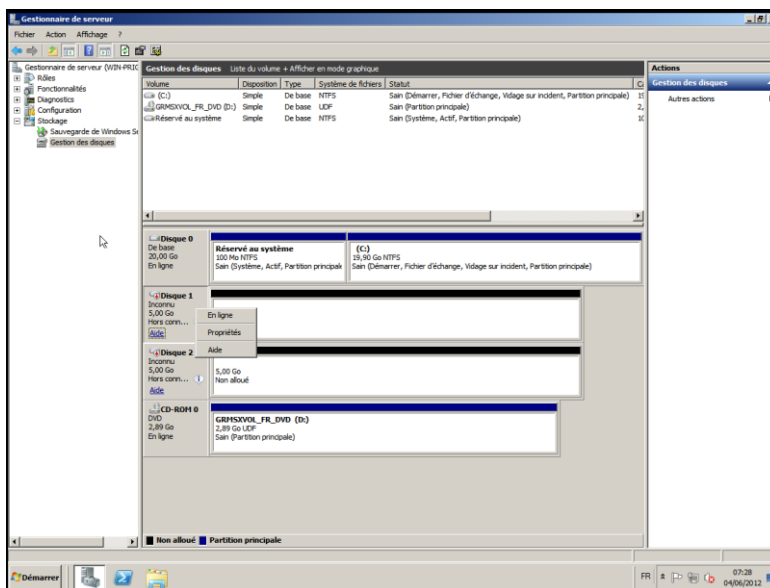 Gestionnaire de serveur
Fichier Action Affichage ?
Gestionnaire de serveur (WIN-PRIC
Rôles
Fonctionnalités
Diagnostics
Configuration
Stockage
Sauvegarde de Windows Se
Gestion des disques
Gestion des disques Liste du volume + Afficher en mode graphique
Volume Disposition Type Système de fichiers Statut
(C:) Simple De base NTFS Sain (Démarrer, Fichier d'échange, Vidage sur incident, Partition principale)
GRMSXVOL_FR_DVD (D:) Simple De base UDF Sain (Partition principale)
Réservé au système Simple De base NTFS Sain (Système, Actif, Partition principale)
Disque 0
De base
20,00 Go
En ligne
Réservé au système
100 Mo NTFS
Sain (Système, Actif, Partition principale
(C:)
19,90 Go NTFS
Sain (Démarrer, Fichier d'échange, Vidage sur incident, Partition principale)
Disque 1
Inconnu
5,00 Go
Hors conn...
Aide
En ligne
Propriétés
Aide
Disque 2
Inconnu
5,00 Go
Hors conn...
Aide
5,00 Go
Non alloué
CD-ROM 0
DVD
2,89 Go
En ligne
GRMSXVOL_FR_DVD (D:)
2,89 Go UDF
Sain (Partition principale)
Non alloué Partition principale
Actions
Gestion des disques
Autres actions
Démarrer
FR
07:28
04/06/2012